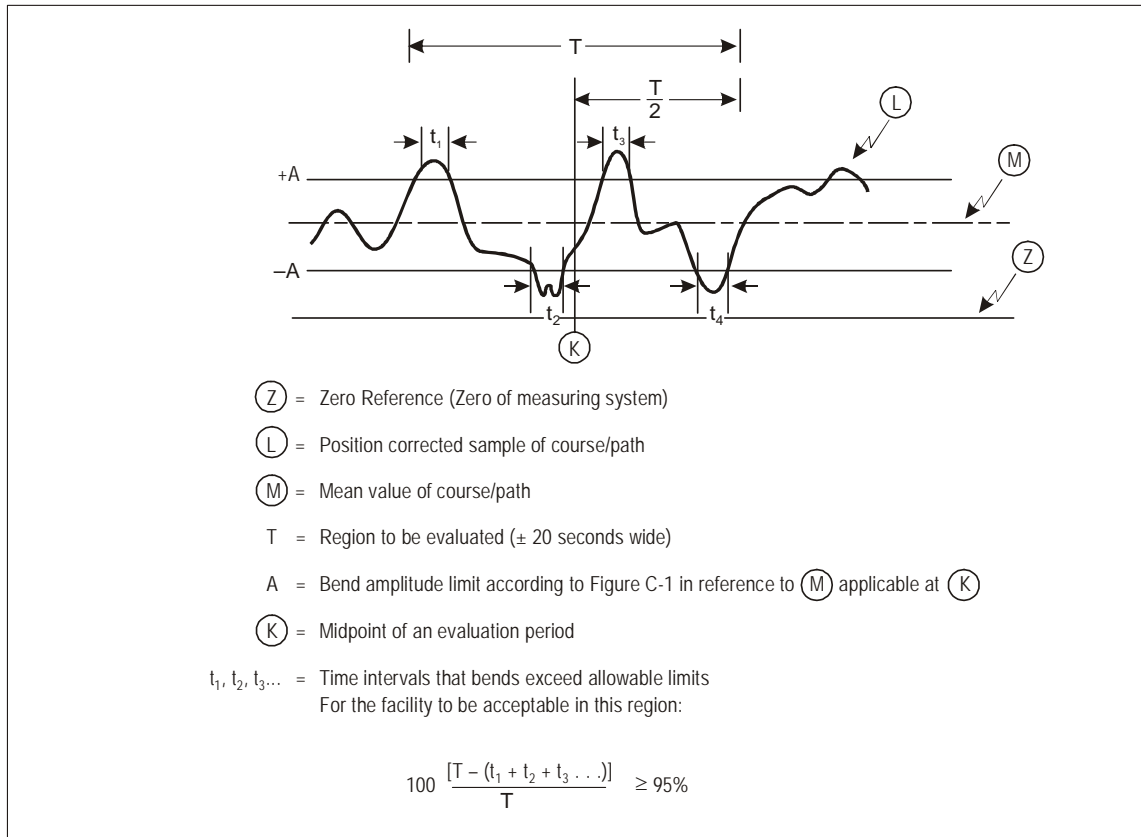 T
T
2
L
t₁
t₃
M
+A
Z
–A
t₂
t₄
K
Z = Zero Reference (Zero of measuring system)
L = Position corrected sample of course/path
M = Mean value of course/path
T = Region to be evaluated (± 20 seconds wide)
A = Bend amplitude limit according to Figure C-1 in reference to M applicable at K
K = Midpoint of an evaluation period
t₁, t₂, t₃... = Time intervals that bends exceed allowable limits
For the facility to be acceptable in this region:
100 [T – (t₁ + t₂ + t₃ . . .)] ≥ 95%
T